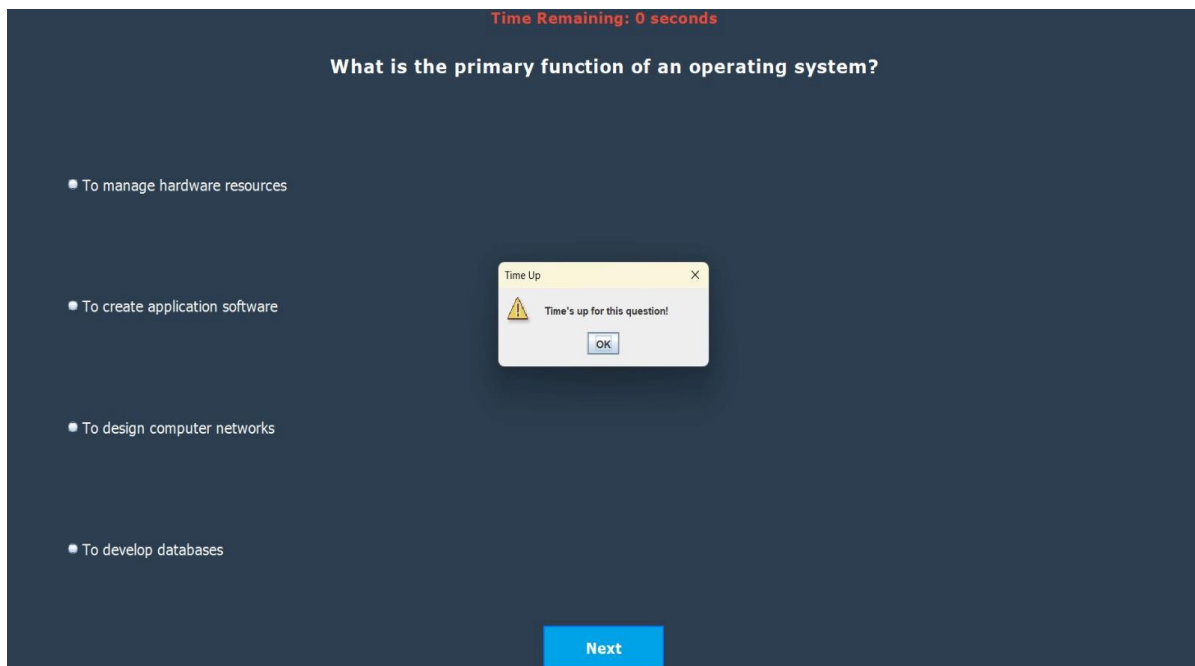 Time Remaining: 0 seconds
What is the primary function of an operating system?
To manage hardware resources
Time Up
To create application software
Time's up for this question!
OK
To design computer networks
To develop databases
Next